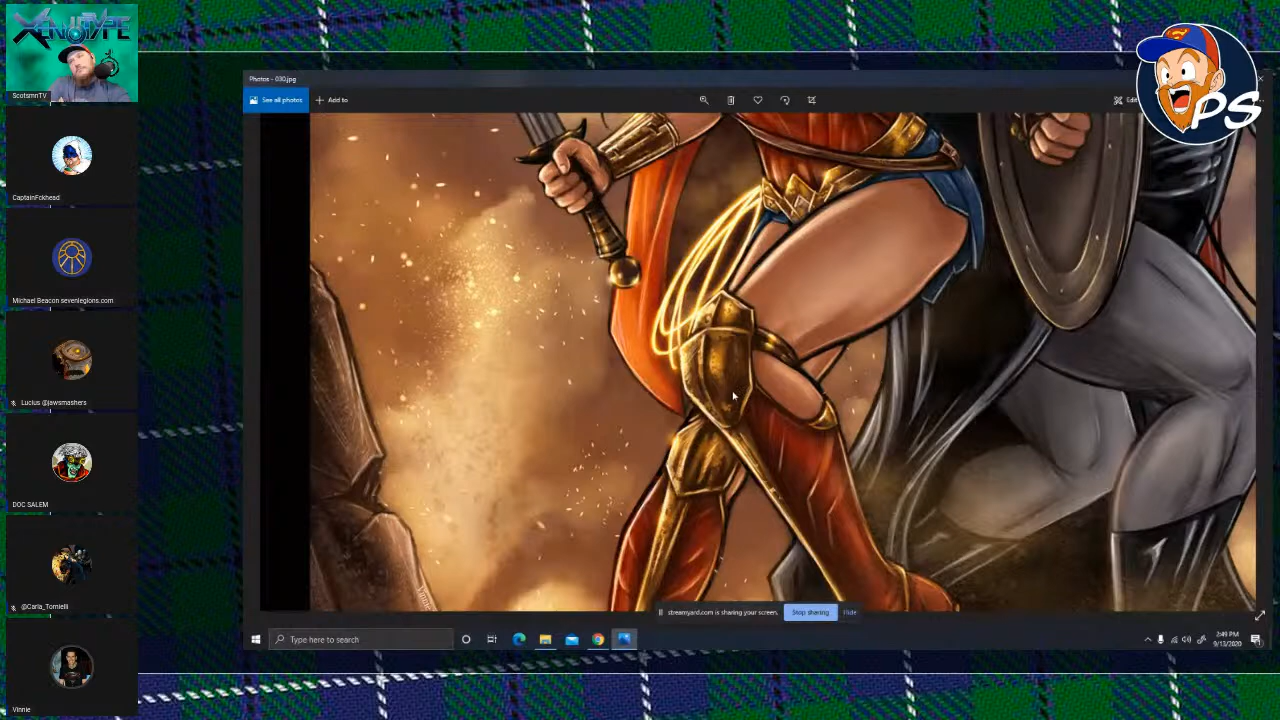 XENOTYPE
ScotsmnTV
CaptainFckhead
Michael Beacon sevenlegions.com
Lucius @jawsmashers
DOC SALEM
@Carla_Tomielli
Vinnie
Photos - 030.jpg
See all photos
Add to
Edit
PS
streamyard.com is sharing your screen.
Stop sharing
Hide
Type here to search
2:49 PM
9/13/2020